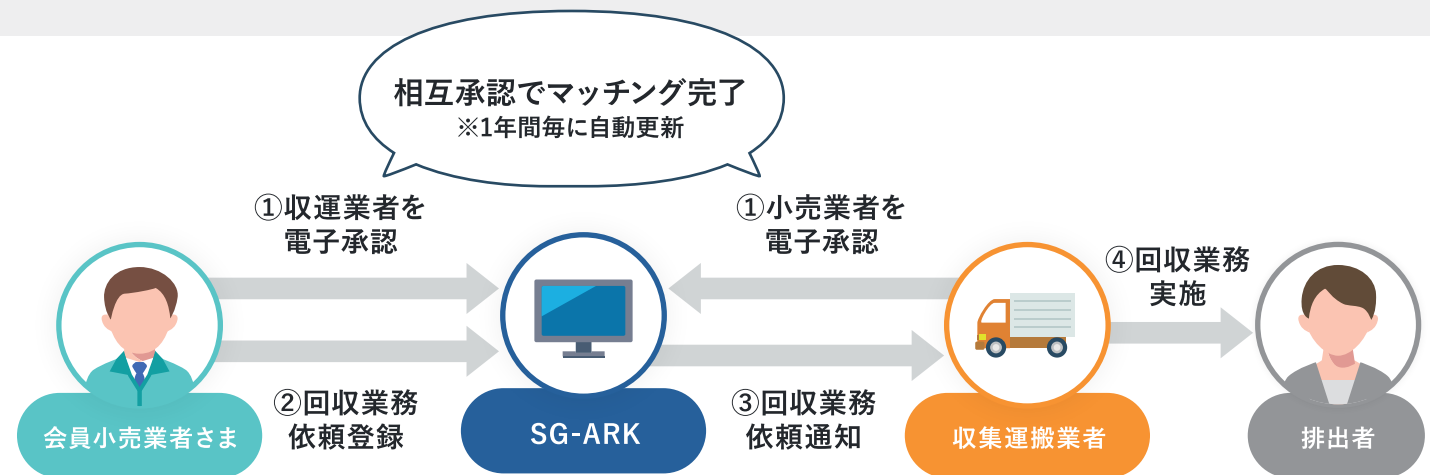 相互承認でマッチング完了
※1年間毎に自動更新
①収運業者を
電子承認
①小売業者を
電子承認
④回収業務
実施
②回収業務
依頼登録
③回収業務
依頼通知
会員小売業者さま
SG-ARK
収集運搬業者
排出者